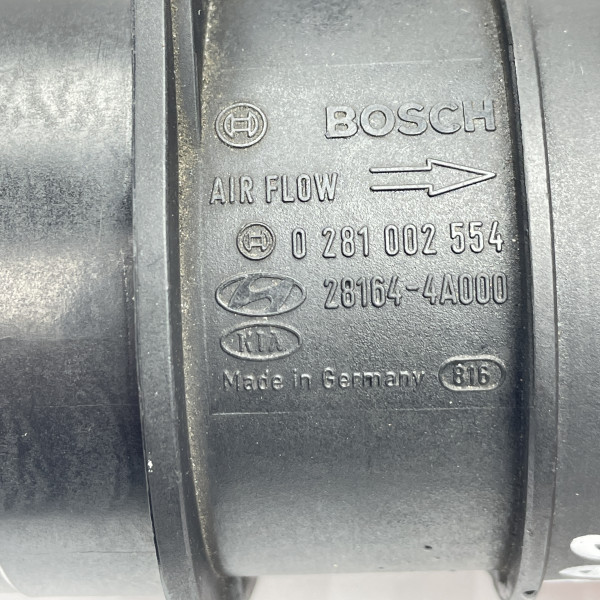 BOSCH
AIR FLOW
0 281 002 554
28164-4A000
KIA
Made in Germany 816